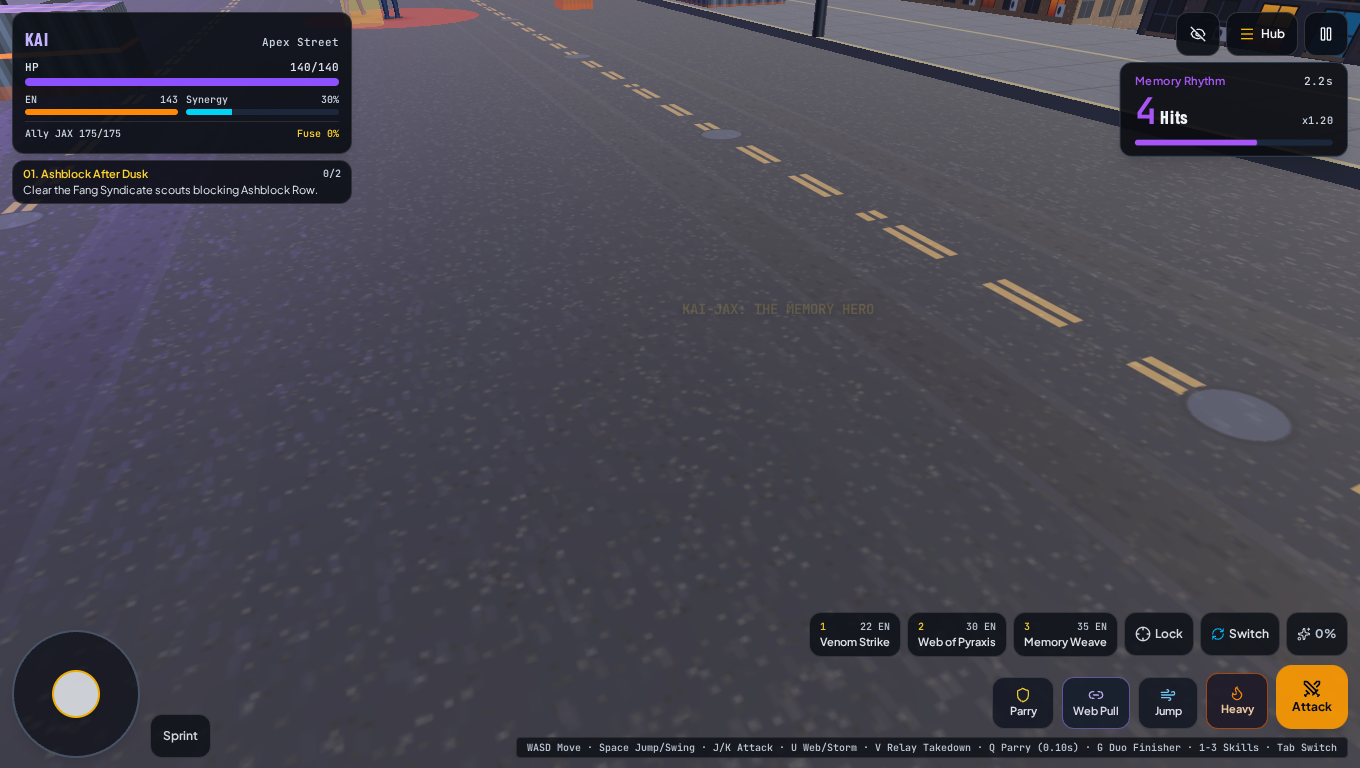 KAI
Apex Street
HP
140/140
EN
143
Synergy
30%
Ally JAX 175/175
Fuse 0%
01. Ashblock After Dusk
0/2
Clear the Fang Syndicate scouts blocking Ashblock Row.
Hub
Memory Rhythm
2.2s
4 Hits
x1.20
KAI-JAX: THE MEMORY HERO
1
22 EN
Venom Strike
2
30 EN
Web of Pyraxis
3
35 EN
Memory Weave
Lock
Switch
0%
Parry
Web Pull
Jump
Heavy
Attack
Sprint
WASD Move · Space Jump/Swing · J/K Attack · U Web/Storm · V Relay Takedown · Q Parry (0.10s) · G Duo Finisher · 1-3 Skills · Tab Switch